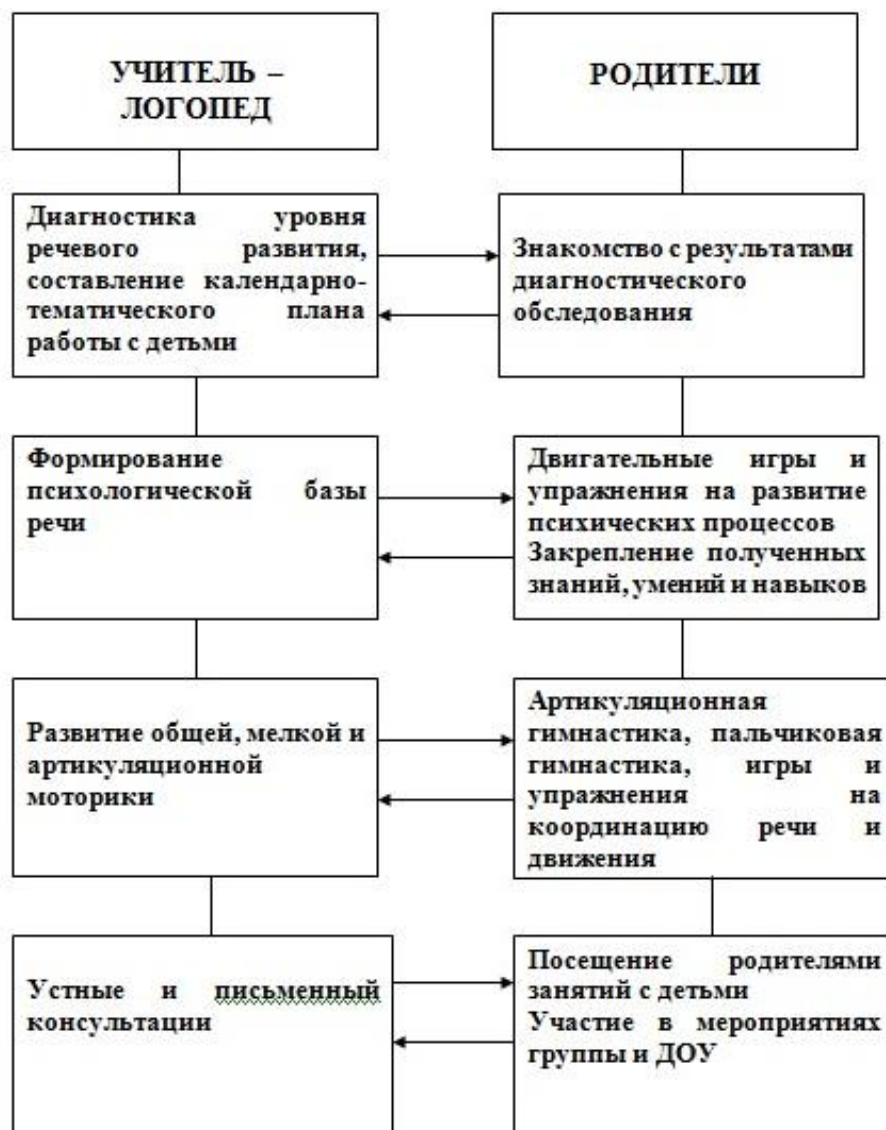 УЧИТЕЛЬ –
ЛОГОПЕД
РОДИТЕЛИ
Диагностика уровня
речевого развития,
составление календарно-
тематического плана
работы с детьми
Знакомство с результатами
диагностического
обследования
Формирование
психологической базы
речи
Двигательные игры и
упражнения на развитие
психических процессов
Закрепление полученных
знаний, умений и навыков
Развитие общей, мелкой и
артикуляционной
моторики
Артикуляционная
гимнастика, пальчиковая
гимнастика, игры и
упражнения на
координацию речи и
движения
Устные и письменный
консультации
Посещение родителями
занятий с детьми
Участие в мероприятиях
группы и ДОУ